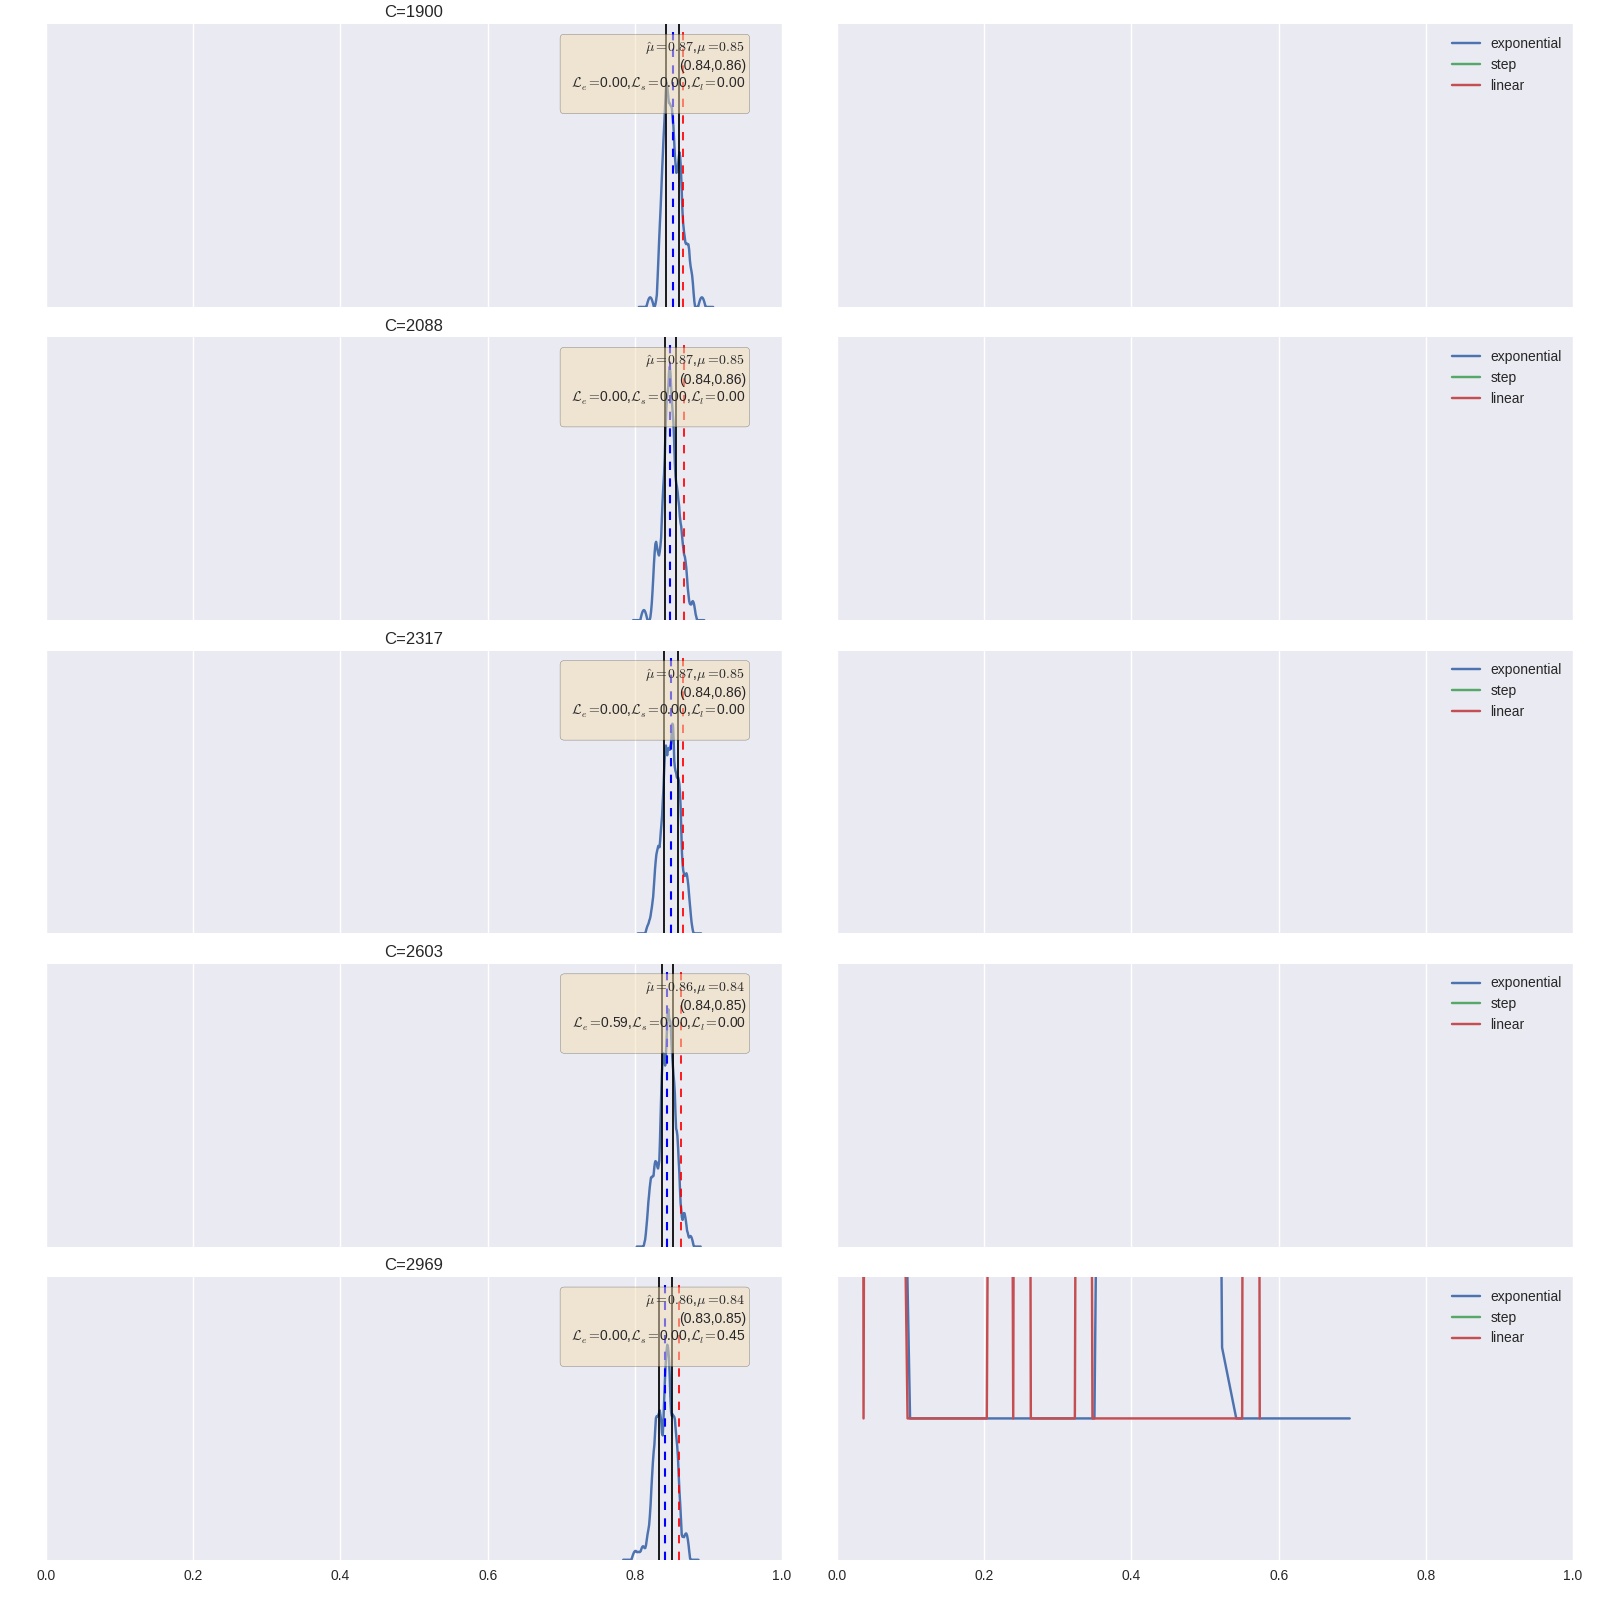 C=1900
μ̂=0.87,μ=0.85
(0.84,0.86)
ℒₑ=0.00,ℒₛ=0.00,ℒₗ=0.00
exponential
step
linear
C=2088
μ̂=0.87,μ=0.85
(0.84,0.86)
ℒₑ=0.00,ℒₛ=0.00,ℒₗ=0.00
exponential
step
linear
C=2317
μ̂=0.87,μ=0.85
(0.84,0.86)
ℒₑ=0.00,ℒₛ=0.00,ℒₗ=0.00
exponential
step
linear
C=2603
μ̂=0.86,μ=0.84
(0.84,0.85)
ℒₑ=0.59,ℒₛ=0.00,ℒₗ=0.00
exponential
step
linear
C=2969
μ̂=0.86,μ=0.84
(0.83,0.85)
ℒₑ=0.00,ℒₛ=0.00,ℒₗ=0.45
exponential
step
linear
0.0 0.2 0.4 0.6 0.8 1.0
0.0 0.2 0.4 0.6 0.8 1.0